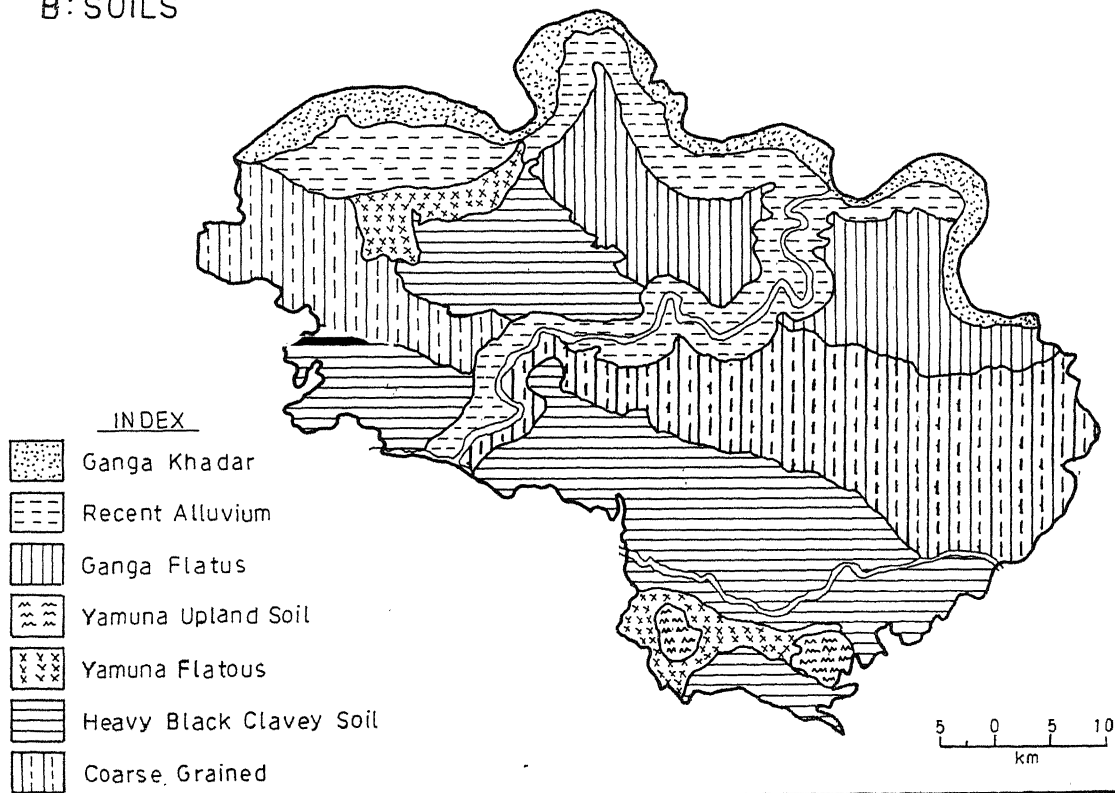 B: SOILS
INDEX
Ganga Khadar
Recent Alluvium
Ganga Flatus
Yamuna Upland Soil
Yamuna Flatous
Heavy Black Clavey Soil
Coarse Grained
5 0 5 10
km